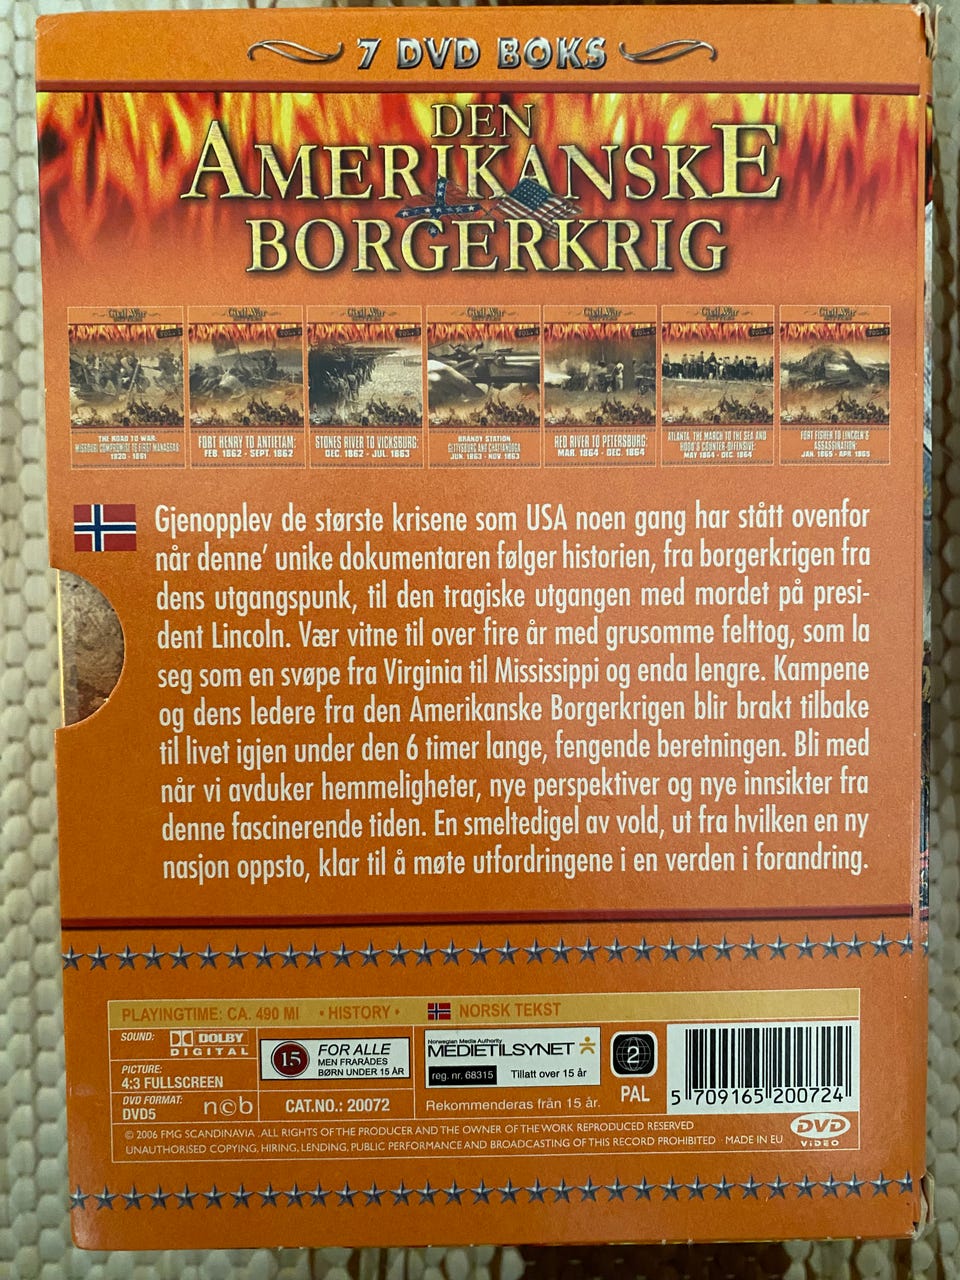 7 DVD BOKS
DEN
AMERIKANSKE
BORGERKRIG
THE ROAD TO WAR:
MISSOURI COMPROMISE TO FIRST MANASSAS
1820 - 1861
FORT HENRY TO ANTIETAM:
FEB. 1862 - SEPT. 1862
STONES RIVER TO VICKSBURG:
DEC. 1862 - JUL. 1863
BRANDY STATION,
GETTYSBURG AND CHATTANOOGA
JUN. 1863 - NOV. 1863
RED RIVER TO PETERSBURG:
MAR. 1864 - DEC. 1864
ATLANTA, THE MARCH TO THE SEA AND
HOOD'S COUNTER-OFFENSIVE:
MAY 1864 - DEC. 1864
FORT FISHER TO LINCOLN'S
ASSASSINATION:
JAN. 1865 - APR. 1865
Gjenopplev de største krisene som USA noen gang har stått ovenfor
når denne' unike dokumentaren følger historien, fra borgerkrigen fra
dens utgangspunk, til den tragiske utgangen med mordet på presi-
dent Lincoln. Vær vitne til over fire år med grusomme felttog, som la
seg som en svøpe fra Virginia til Mississippi og enda lengre. Kampene
og dens ledere fra den Amerikanske Borgerkrigen blir brakt tilbake
til livet igjen under den 6 timer lange, fengende beretningen. Bli med
når vi avduker hemmeligheter, nye perspektiver og nye innsikter fra
denne fascinerende tiden. En smeltedigel av vold, ut fra hvilken en ny
nasjon oppsto, klar til å møte utfordringene i en verden i forandring.
PLAYINGTIME: CA. 490 MI • HISTORY • NORSK TEKST
SOUND:
DOLBY
DIGITAL
PICTURE:
4:3 FULLSCREEN
DVD FORMAT:
DVD5
n©b
15
FOR ALLE
MEN FRARÅDES
BØRN UNDER 15 ÅR
CAT.NO.: 20072
Norwegian Media Authority
MEDIETILSYNET
reg. nr. 68315
Tillatt over 15 år
Rekommenderas från 15 år.
2
PAL
5 709165 200724
© 2006 FMG SCANDINAVIA .ALL RIGHTS OF THE PRODUCER AND THE OWNER OF THE WORK REPRODUCED RESERVED
UNAUTHORISED COPYING, HIRING, LENDING, PUBLIC PERFORMANCE AND BROADCASTING OF THIS RECORD PROHIBITED MADE IN EU
DVD
VIDEO